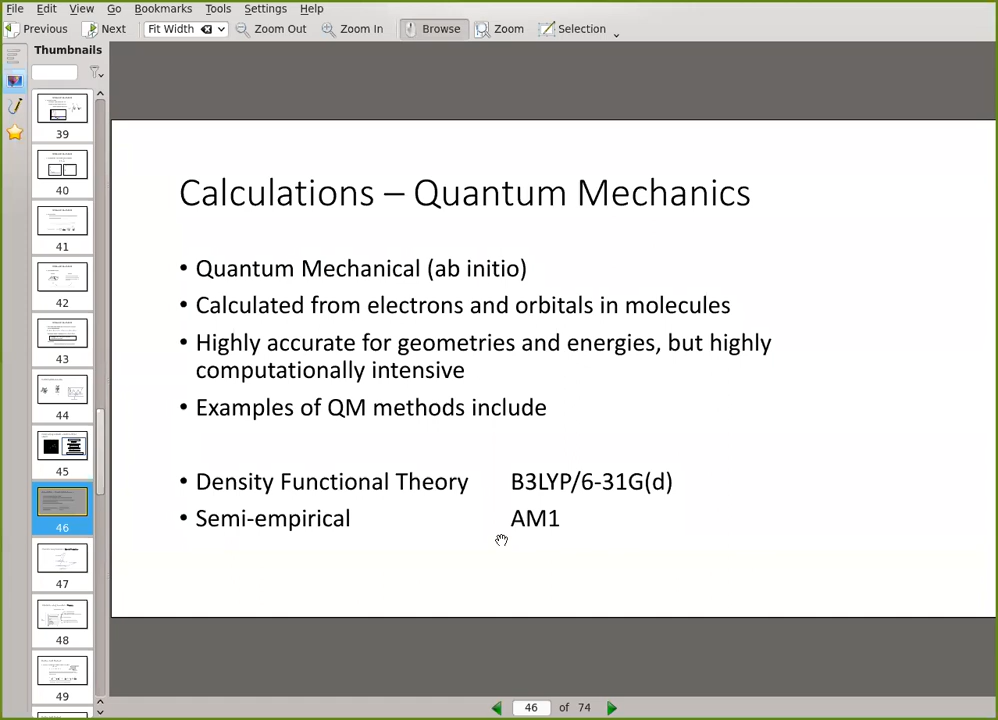 File Edit View Go Bookmarks Tools Settings Help
Previous Next Fit Width Zoom Out Zoom In Browse Zoom Selection
Thumbnails
39
40
41
42
43
44
45
46
47
48
49
Calculations – Quantum Mechanics
• Quantum Mechanical (ab initio)
• Calculated from electrons and orbitals in molecules
• Highly accurate for geometries and energies, but highly
computationally intensive
• Examples of QM methods include
• Density Functional Theory B3LYP/6-31G(d)
• Semi-empirical AM1
46 of 74